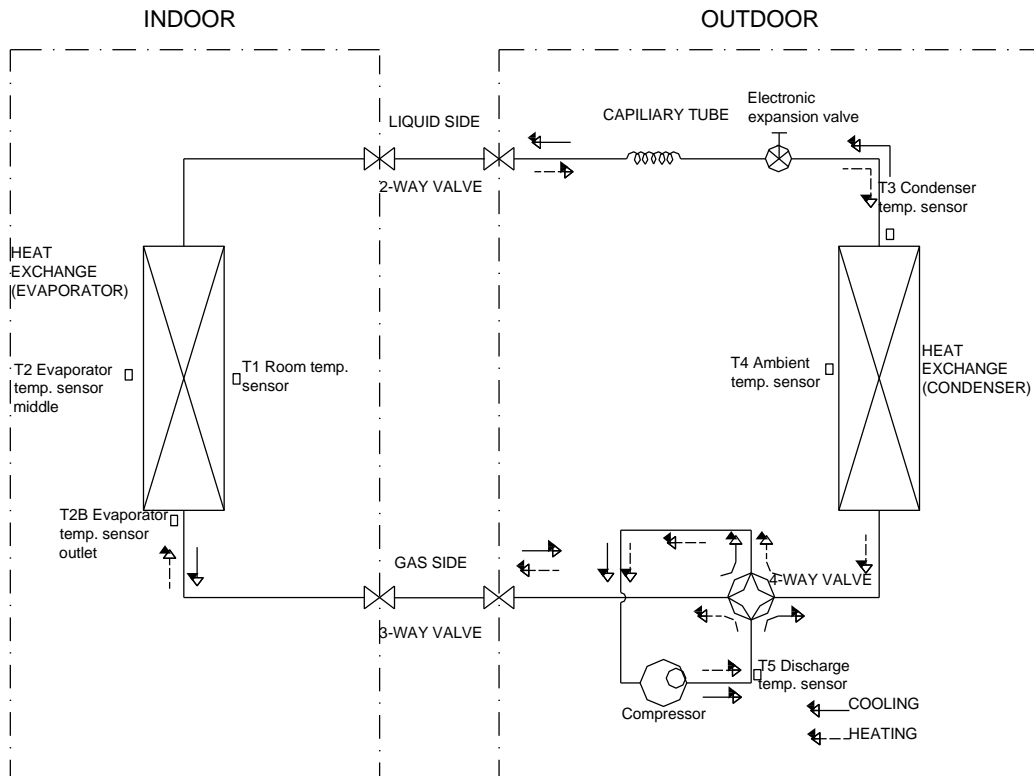 INDOOR
OUTDOOR
Electronic
expansion valve
CAPILIARY TUBE
LIQUID SIDE
2-WAY VALVE
T3 Condenser
temp. sensor
HEAT
EXCHANGE
(EVAPORATOR)
T2 Evaporator
temp. sensor
middle
T1 Room temp.
sensor
T4 Ambient
temp. sensor
HEAT
EXCHANGE
(CONDENSER)
T2B Evaporator
temp. sensor
outlet
GAS SIDE
3-WAY VALVE
4-WAY VALVE
T5 Discharge
temp. sensor
Compressor
COOLING
HEATING